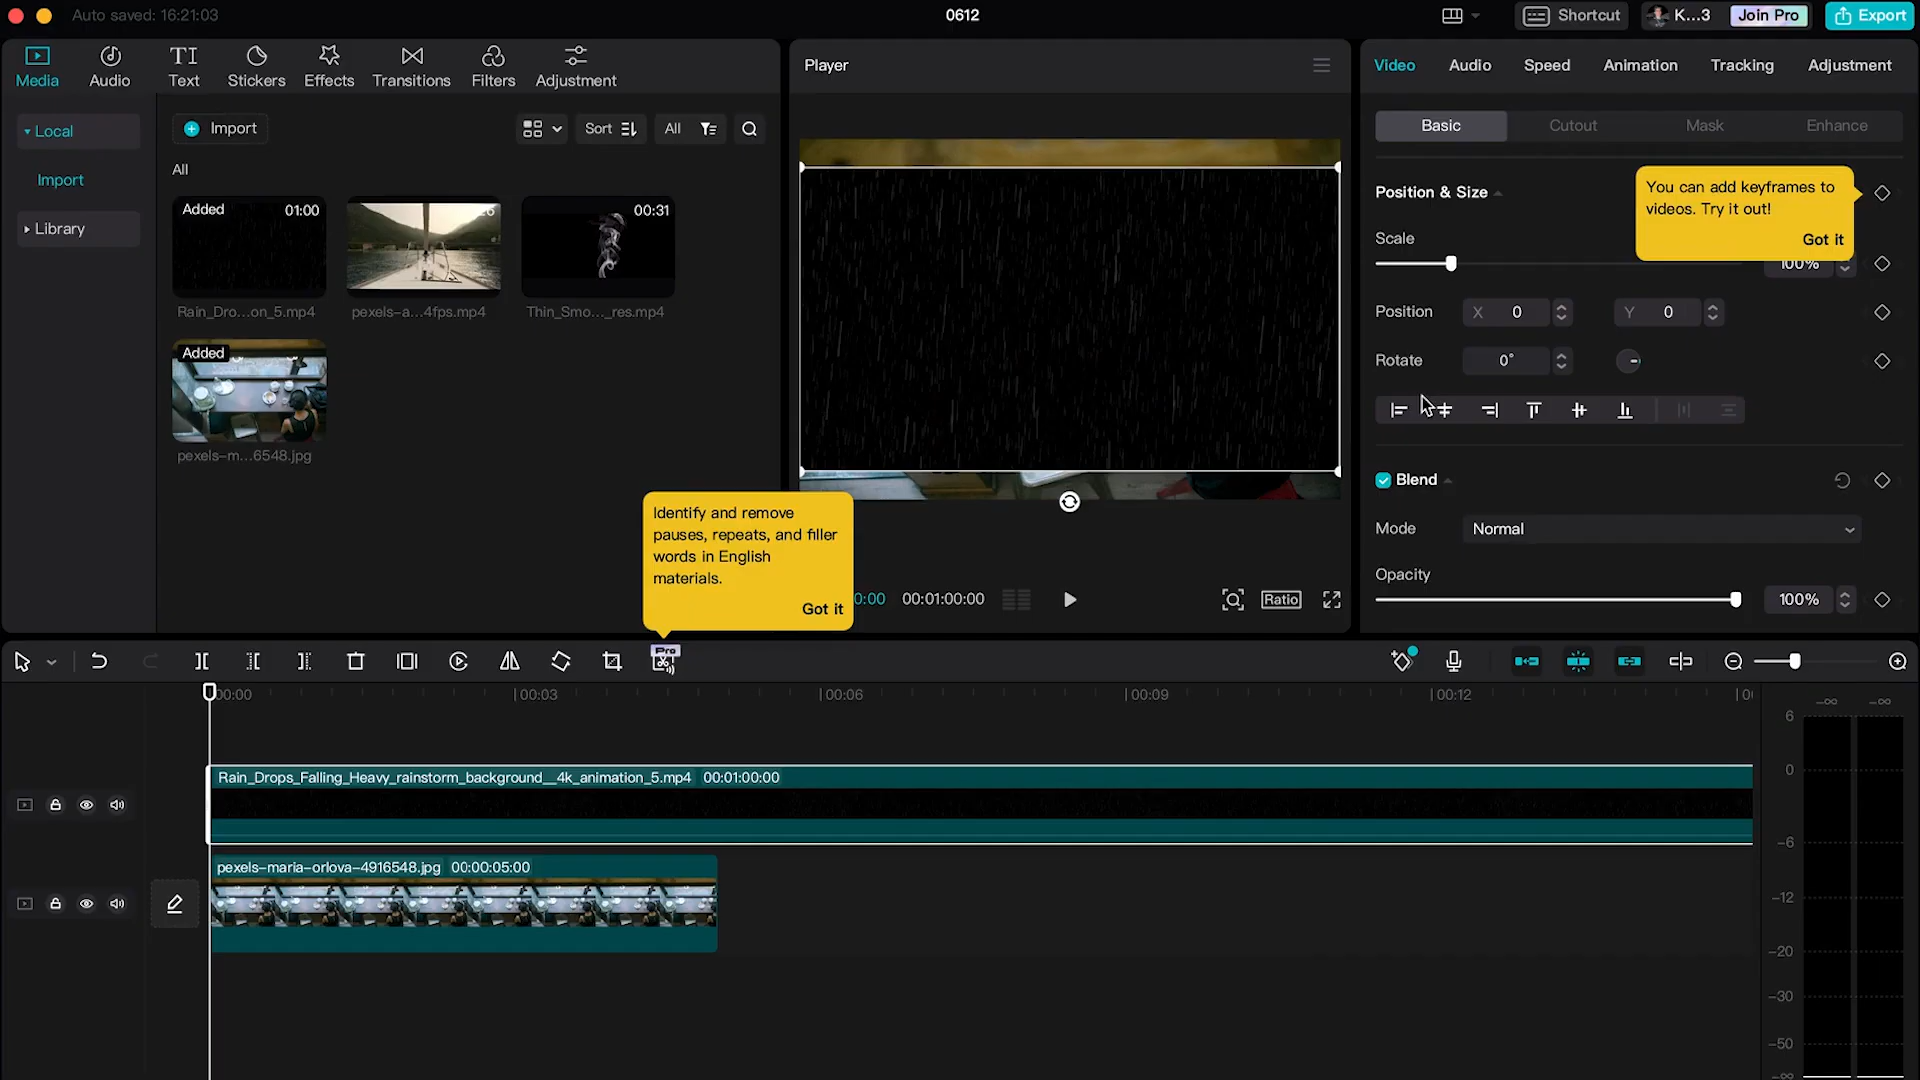 Auto saved: 16:21:03
0612
Shortcut
K...3
Join Pro
Export
Media
Audio
Text
Stickers
Effects
Transitions
Filters
Adjustment
Local
Import
Library
Import
Sort
All
All
Added
01:00
Rain_Dro...on_5.mp4
pexels-a...4fps.mp4
00:31
Thin_Smo..._res.mp4
Added
pexels-m...6548.jpg
Player
Identify and remove
pauses, repeats, and filler
words in English
materials.
Got it
0:00
00:01:00:00
Ratio
Video
Audio
Speed
Animation
Tracking
Adjustment
Basic
Cutout
Mask
Enhance
Position & Size
You can add keyframes to
videos. Try it out!
Got it
Scale
100%
Position
X 0
Y 0
Rotate
0°
Blend
Mode
Normal
Opacity
100%
Pro
00:00
00:03
00:06
00:09
00:12
Rain_Drops_Falling_Heavy_rainstorm_background__4k_animation_5.mp4 00:01:00:00
pexels-maria-orlova-4916548.jpg 00:00:05:00
-∞ -∞
6
0
-6
-12
-20
-30
-50
-∞